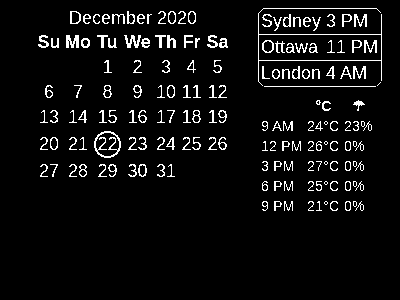 December 2020
Su Mo Tu We Th Fr Sa
1 2 3 4 5
6 7 8 9 10 11 12
13 14 15 16 17 18 19
20 21 22 23 24 25 26
27 28 29 30 31
Sydney 3 PM
Ottawa 11 PM
London 4 AM
°C ☂
9 AM 24°C 23%
12 PM 26°C 0%
3 PM 27°C 0%
6 PM 25°C 0%
9 PM 21°C 0%